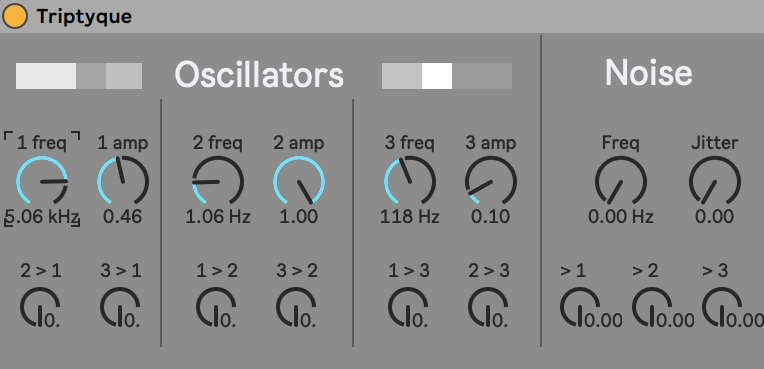 Triptyque
Oscillators Noise
1 freq 1 amp 2 freq 2 amp 3 freq 3 amp Freq Jitter
5.06 kHz 0.46 1.06 Hz 1.00 118 Hz 0.10 0.00 Hz 0.00
2 > 1 3 > 1 1 > 2 3 > 2 1 > 3 2 > 3 > 1 > 2 > 3
0. 0. 0. 0. 0. 0. 0.00 0.00 0.00